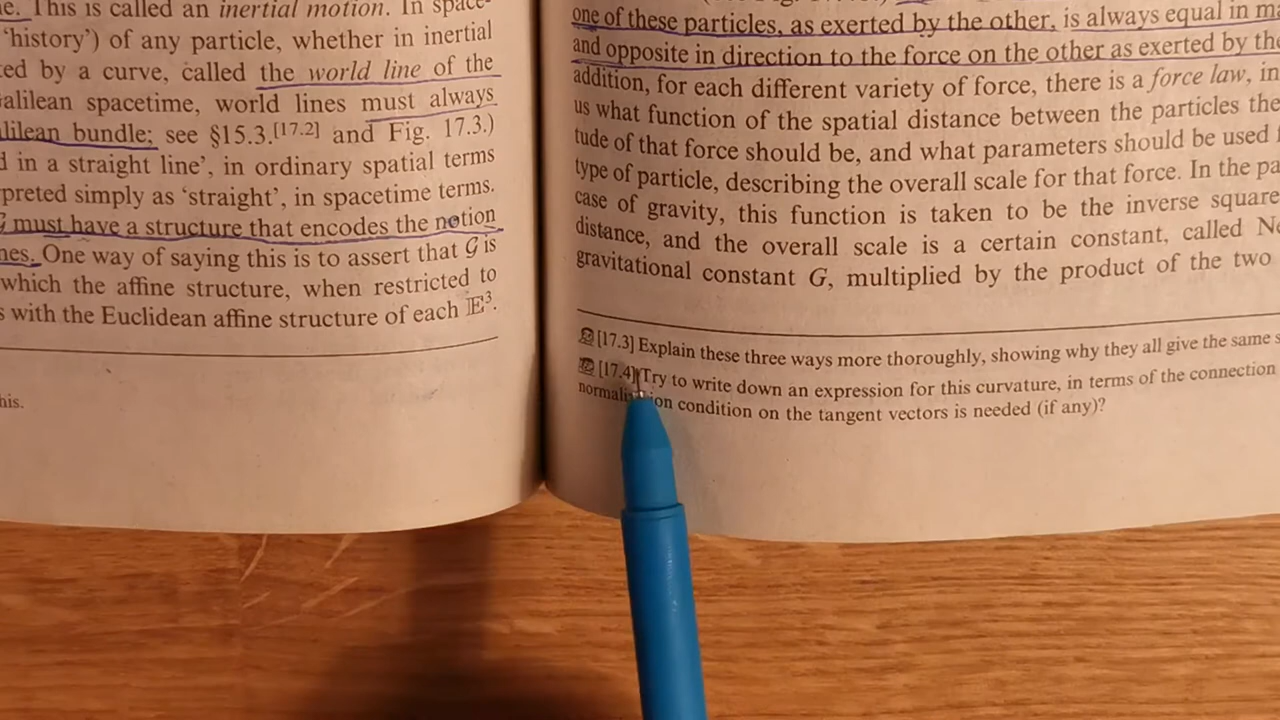 This is called an inertial motion. In space-
'history') of any particle, whether in inertial
ted by a curve, called the world line of the
alilean spacetime, world lines must always
lilean bundle; see §15.3.[17.2] and Fig. 17.3.)
d in a straight line', in ordinary spatial terms
rpreted simply as 'straight', in spacetime terms.
G must have a structure that encodes the notion
nes. One way of saying this is to assert that G is
which the affine structure, when restricted to
s with the Euclidean affine structure of each 𝔼³.
his.
one of these particles, as exerted by the other, is always equal in ma
and opposite in direction to the force on the other as exerted by the
addition, for each different variety of force, there is a force law, in
us what function of the spatial distance between the particles the
tude of that force should be, and what parameters should be used
type of particle, describing the overall scale for that force. In the pa
case of gravity, this function is taken to be the inverse square
distance, and the overall scale is a certain constant, called Ne
gravitational constant G, multiplied by the product of the two
[17.3] Explain these three ways more thoroughly, showing why they all give the same s
[17.4] Try to write down an expression for this curvature, in terms of the connection
condition on the tangent vectors is needed (if any)?